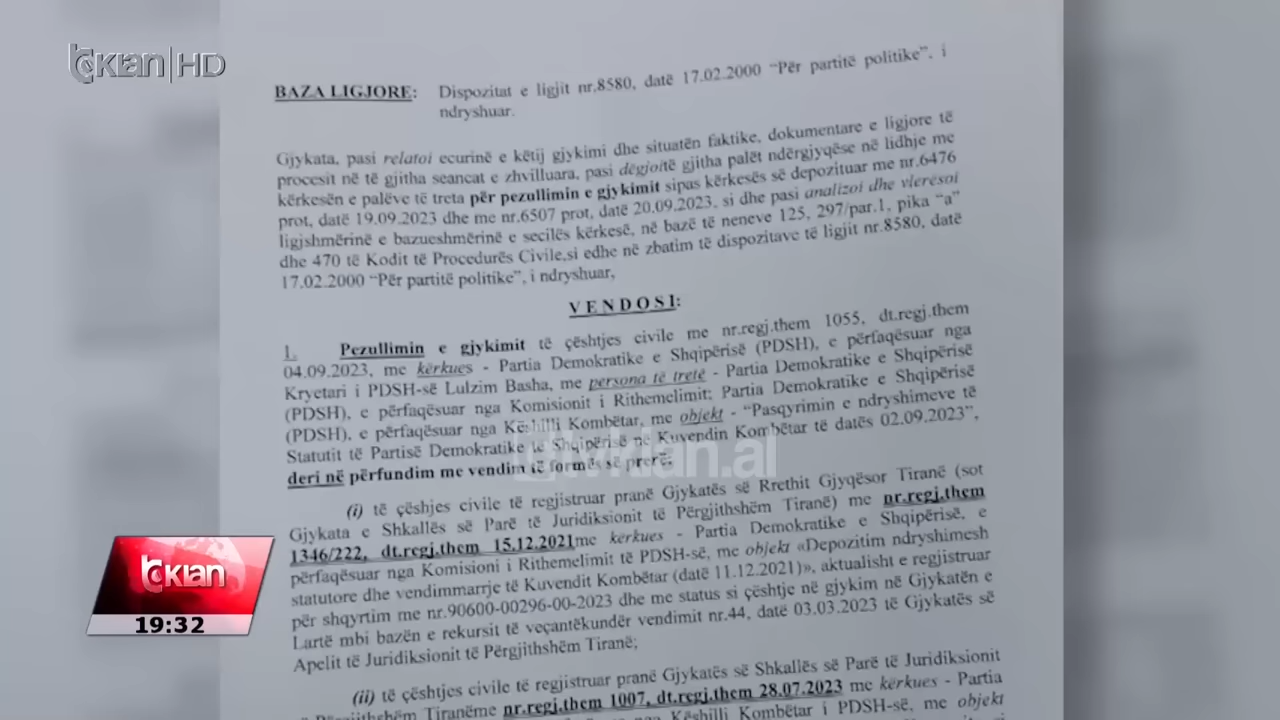 tcklan HD
BAZA LIGJORE: Dispozitat e ligjit nr.8580, datë 17.02.2000 “Për partitë politike”, i
ndryshuar.
Gjykata, pasi relatoi ecurinë e këtij gjykimi dhe situatën faktike, dokumentare e ligjore të
procesit në të gjitha seancat e zhvilluara, pasi dëgjoitë gjitha palët ndërgjyqëse në lidhje me
kërkesën e palëve të treta për pezullimin e gjykimit sipas kërkesës së depozituar me nr.6476
prot, datë 19.09.2023 dhe me nr.6507 prot, datë 20.09.2023, si dhe pasi analizoi dhe vlerësoi
ligjshmërinë e bazueshmërinë e secilës kërkesë, në bazë të neneve 125, 297/par.1, pika “a”
dhe 470 të Kodit të Procedurës Civile,si edhe në zbatim të dispozitave të ligjit nr.8580, datë
17.02.2000 “Për partitë politike”, i ndryshuar,
VENDOSI:
1. Pezullimin e gjykimit të çështjes civile me nr.regj.them 1055, dt.regj.them
04.09.2023, me kërkues - Partia Demokratike e Shqipërisë (PDSH), e përfaqësuar nga
Kryetari i PDSH-së Lulzim Basha, me persona të tretë - Partia Demokratike e Shqipërisë
(PDSH), e përfaqësuar nga Komisionit i Rithemelimit; Partia Demokratike e Shqipërisë
(PDSH), e përfaqësuar nga Këshilli Kombëtar, me objekt - “Pasqyrimin e ndryshimeve të
Statutit të Partisë Demokratike të Shqipërisë në Kuvendin Kombëtar të datës 02.09.2023”,
deri në përfundim me vendim të formës së prerë:
tvklan.al
(i) të çështjes civile të regjistruar pranë Gjykatës së Rrethit Gjyqësor Tiranë (sot
Gjykata e Shkallës së Parë të Juridiksionit të Përgjithshëm Tiranë) me nr.regj.them
1346/222, dt.regj.them 15.12.2021me kërkues - Partia Demokratike e Shqipërisë, e
përfaqësuar nga Komisioni i Rithemelimit të PDSH-së, me objekt «Depozitim ndryshimesh
statutore dhe vendimmarrje të Kuvendit Kombëtar (datë 11.12.2021)», aktualisht e regjistruar
për shqyrtim me nr.90600-00296-00-2023 dhe me status si çështje në gjykim në Gjykatën e
Lartë mbi bazën e rekursit të veçantëkundër vendimit nr.44, datë 03.03.2023 të Gjykatës së
Apelit të Juridiksionit të Përgjithshëm Tiranë;
(ii) të çështjes civile të regjistruar pranë Gjykatës së Shkallës së Parë të Juridiksionit
Përgjithshëm Tiranëme nr.regj.them 1007, dt.regj.them 28.07.2023 me kërkues - Partia
nga Këshilli Kombëtar i PDSH-së, me objekt
tcklan
19:32